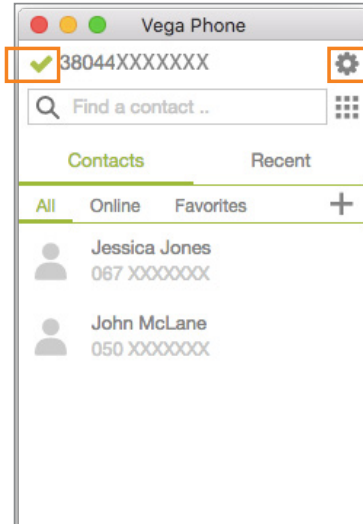 Vega Phone
38044XXXXXXX
Find a contact ..
Contacts Recent
All Online Favorites
Jessica Jones
067 XXXXXXX
John McLane
050 XXXXXXX